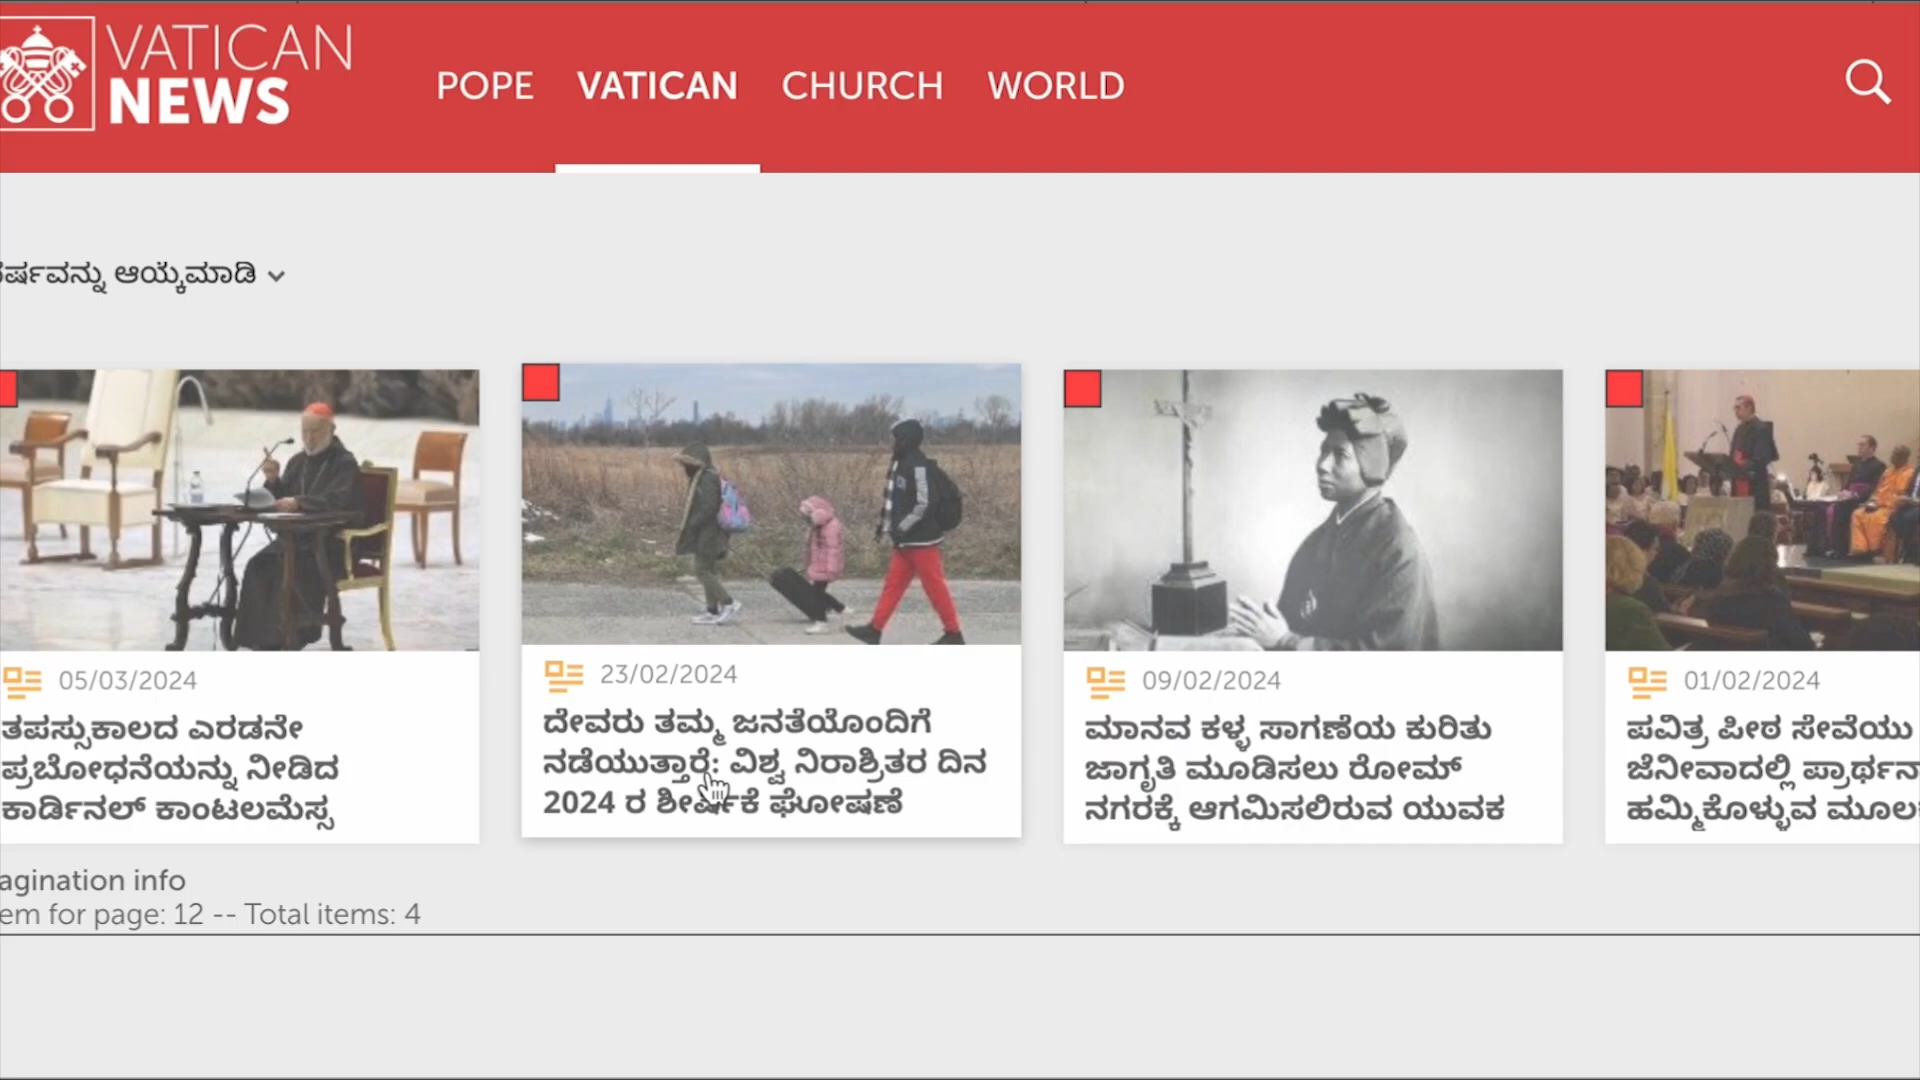 VATICAN
NEWS
POPE VATICAN CHURCH WORLD
ಆಯ್ಕೆಮಾಡಿ
05/03/2024
ತಪಸ್ಸುಕಾಲದ ಎರಡನೇ
ಪ್ರಬೋಧನೆಯನ್ನು ನೀಡಿದ
ಕಾರ್ಡಿನಲ್ ಕಾಂಟಲಮೆಸ್ಸ
23/02/2024
ದೇವರು ತಮ್ಮ ಜನತೆಯೊಂದಿಗೆ
ನಡೆಯುತ್ತಾರೆ: ವಿಶ್ವ ನಿರಾಶ್ರಿತರ ದಿನ
2024 ರ ಶೀರ್ಷಿಕೆ ಘೋಷಣೆ
09/02/2024
ಮಾನವ ಕಳ್ಳ ಸಾಗಣೆಯ ಕುರಿತು
ಜಾಗೃತಿ ಮೂಡಿಸಲು ರೋಮ್
ನಗರಕ್ಕೆ ಆಗಮಿಸಲಿರುವ ಯುವಕ
01/02/2024
ಪವಿತ್ರ ಪೀಠ ಸೇವೆಯು
ಜಿನೀವಾದಲ್ಲಿ
ಹಮ್ಮಿಕೊಳ್ಳುವ
agination info
em for page: 12 -- Total items: 4